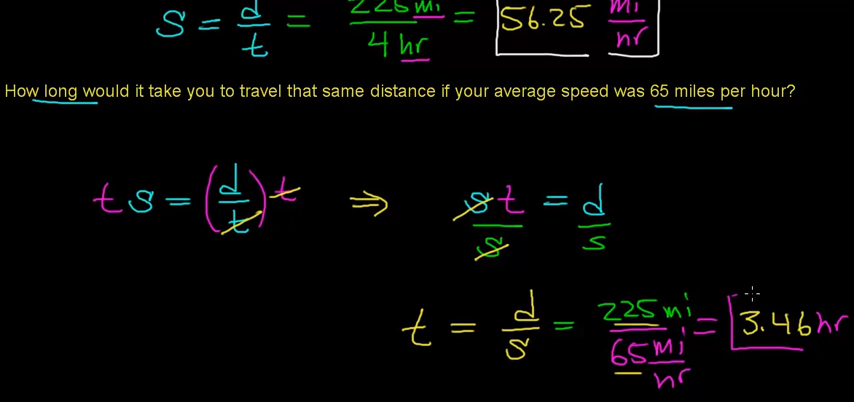 S = d/t = 225 mi / 4 hr = 56.25 mi/hr
How long would it take you to travel that same distance if your average speed was 65 miles per hour?
t s = (d/t) t ⇒ st/s = d/s
t = d/s = 225 mi / 65 mi/hr = 3.46 hr